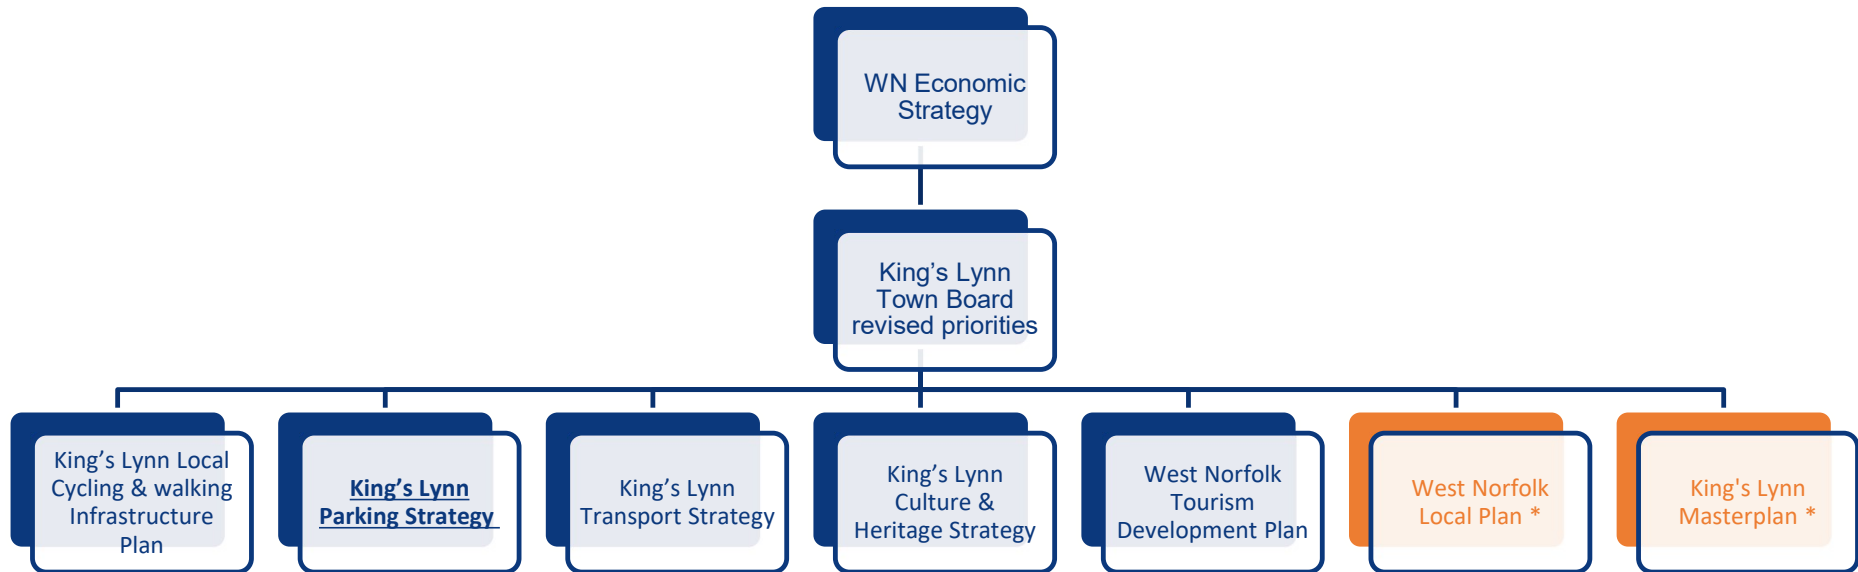 WN Economic
Strategy
King’s Lynn
Town Board
revised priorities
King’s Lynn Local
Cycling & walking
Infrastructure
Plan
King’s Lynn
Parking Strategy
King’s Lynn
Transport Strategy
King’s Lynn
Culture &
Heritage Strategy
West Norfolk
Tourism
Development Plan
West Norfolk
Local Plan *
King's Lynn
Masterplan *